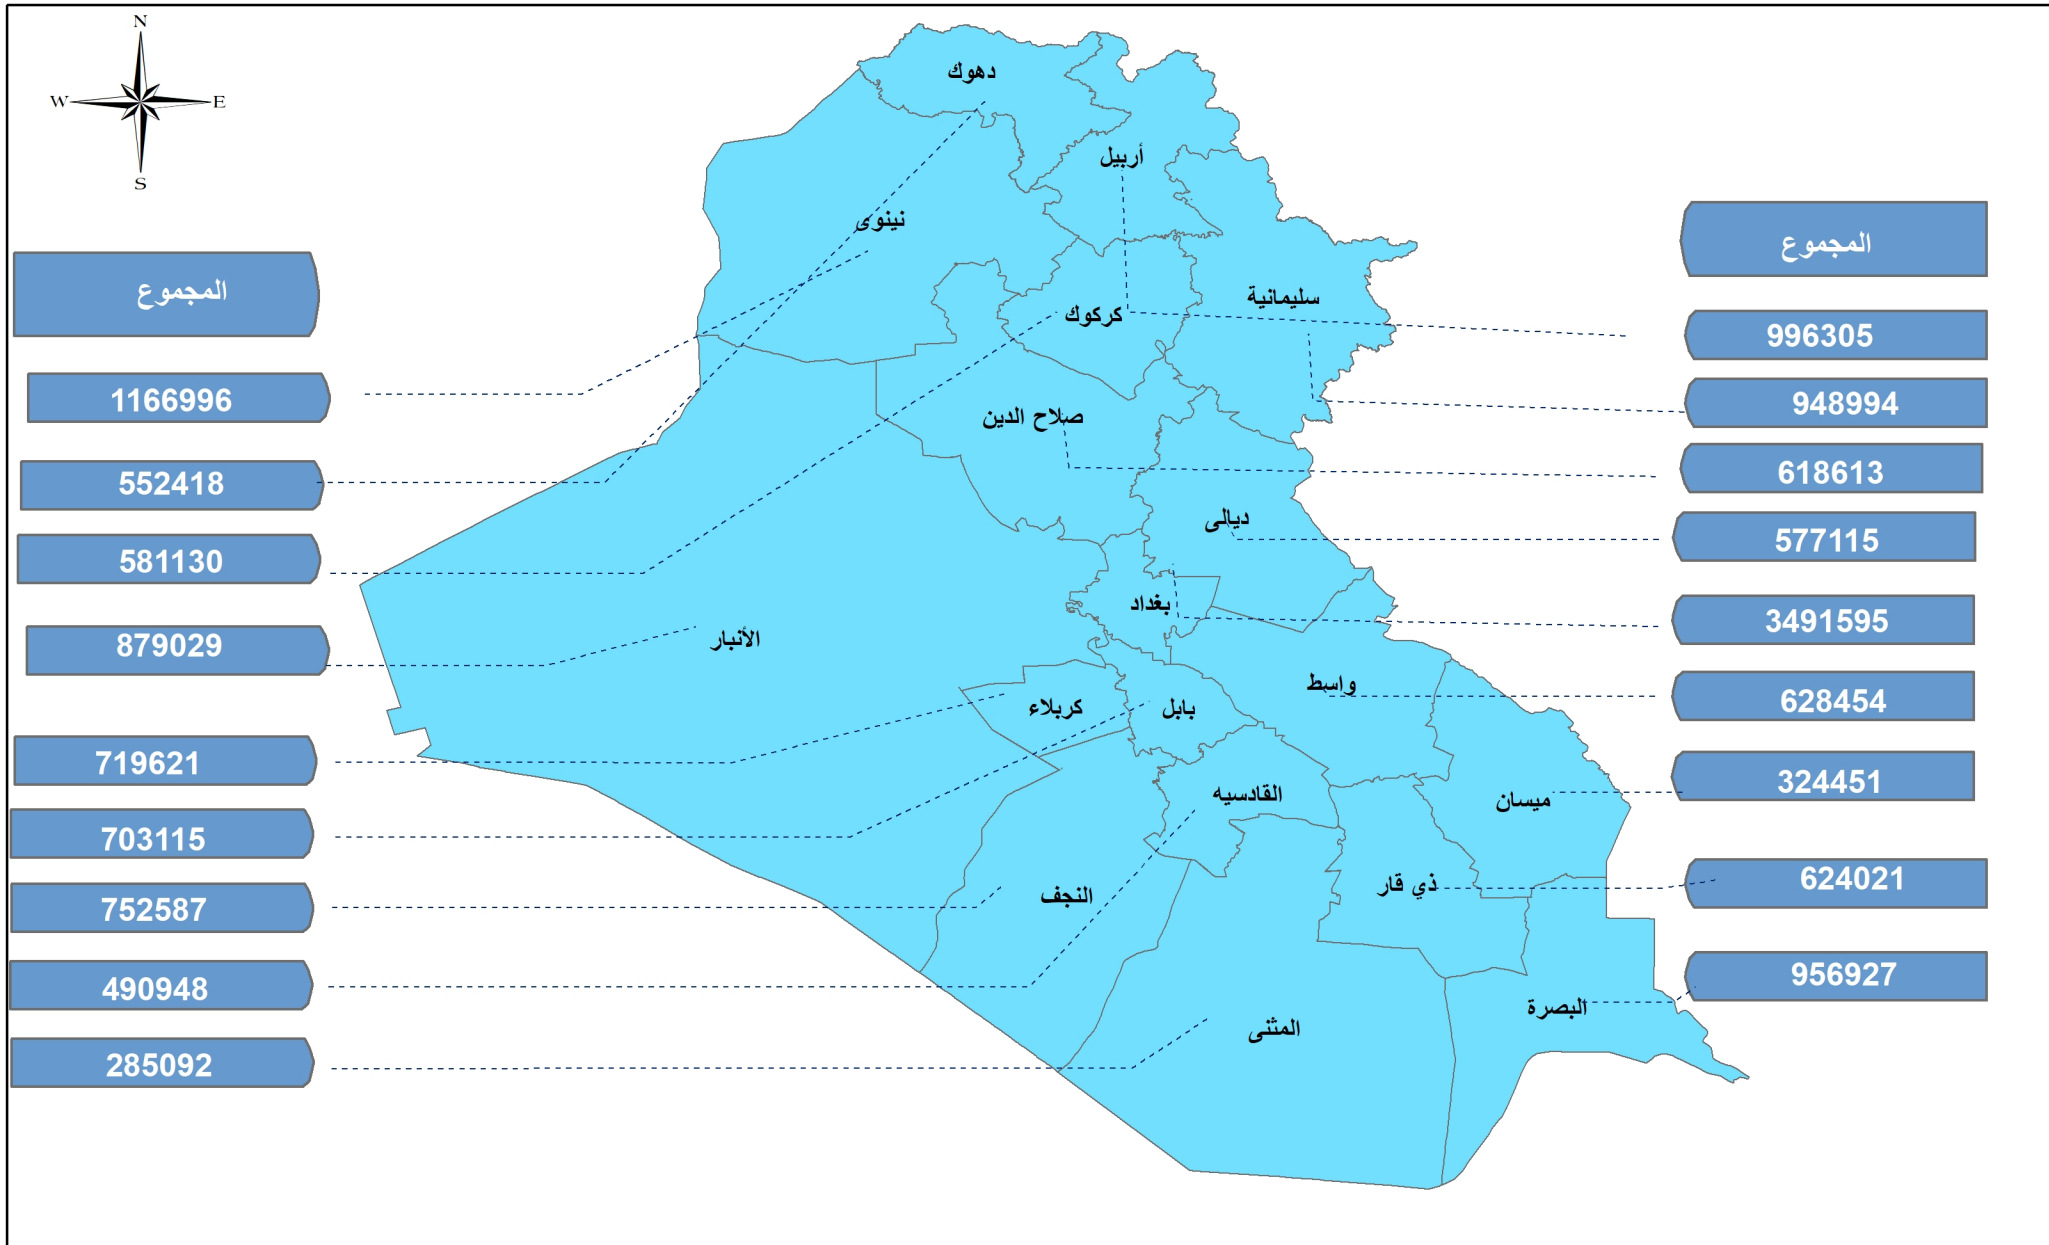 N
W
E
S
دهوك
أربيل
نينوى
سليمانية
كركوك
صلاح الدين
ديالى
بغداد
الأنبار
واسط
كربلاء
بابل
القادسيه
ميسان
النجف
ذي قار
المثنى
البصرة
المجموع
996305
948994
618613
577115
3491595
628454
324451
624021
956927
المجموع
1166996
552418
581130
879029
719621
703115
752587
490948
285092